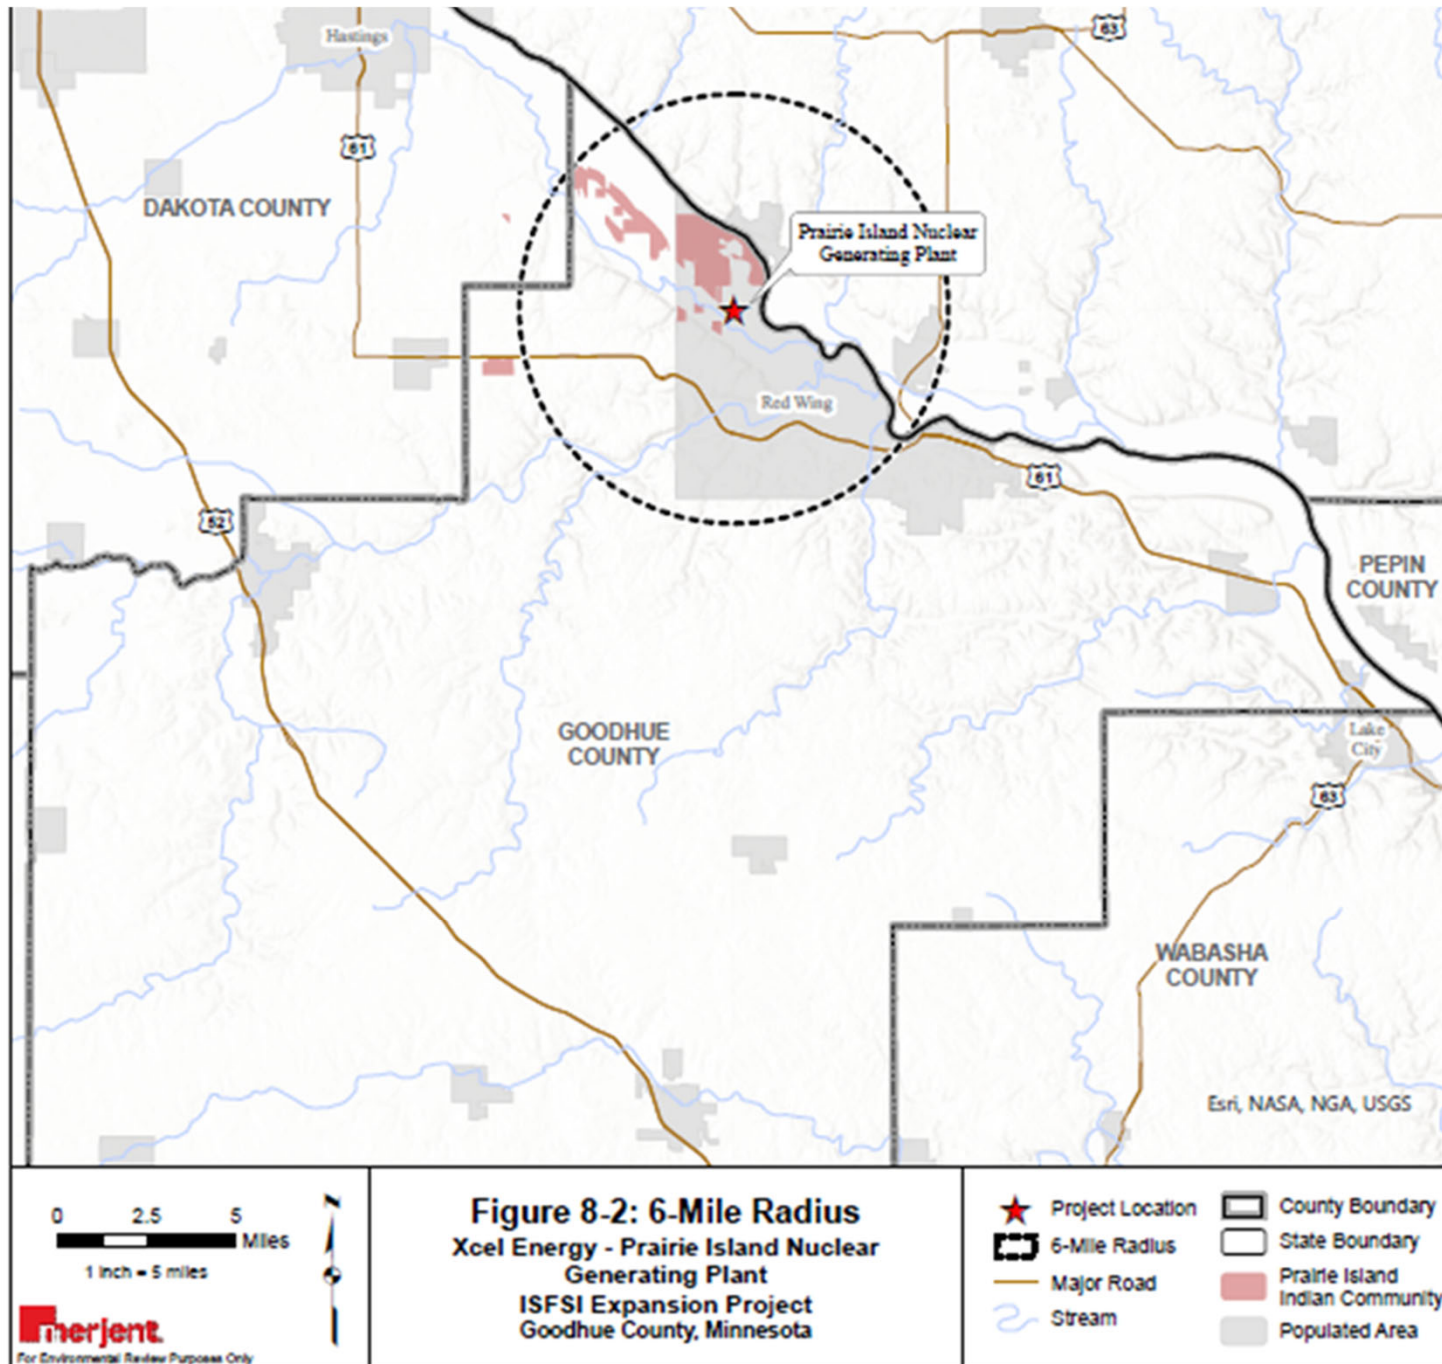 Hastings
63
61
DAKOTA COUNTY
Prairie Island Nuclear
Generating Plant
Red Wing
61
52
PEPIN
COUNTY
GOODHUE
COUNTY
Lake
City
63
WABASHA
COUNTY
Esri, NASA, NGA, USGS
0 2.5 5
Miles
1 inch = 5 miles
N
merjent.
For Environmental Review Purposes Only
Figure 8-2: 6-Mile Radius
Xcel Energy - Prairie Island Nuclear
Generating Plant
ISFSI Expansion Project
Goodhue County, Minnesota
Project Location
6-Mile Radius
Major Road
Stream
County Boundary
State Boundary
Prairie Island
Indian Community
Populated Area